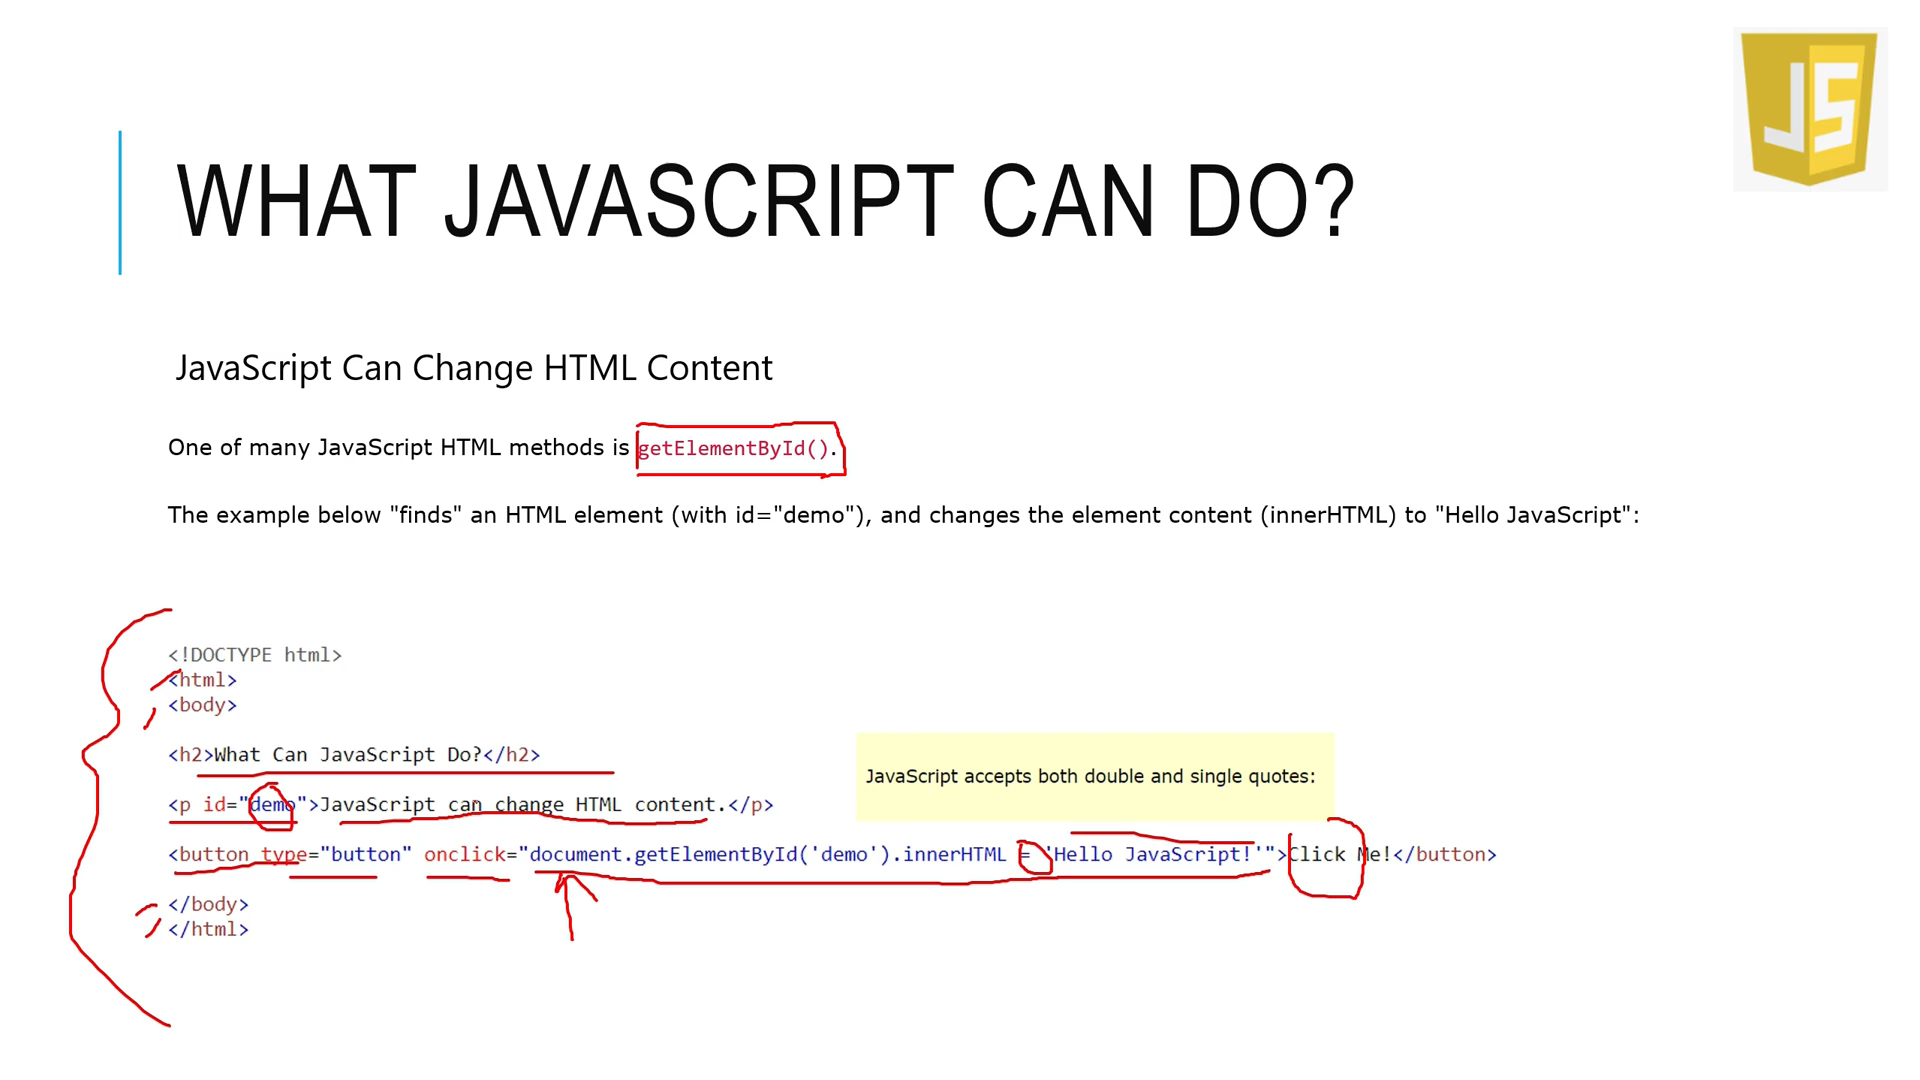 JS
WHAT JAVASCRIPT CAN DO?
JavaScript Can Change HTML Content
One of many JavaScript HTML methods is getElementById().
The example below "finds" an HTML element (with id="demo"), and changes the element content (innerHTML) to "Hello JavaScript":
<!DOCTYPE html>
<html>
<body>
<h2>What Can JavaScript Do?</h2>
JavaScript accepts both double and single quotes:
<p id="demo">JavaScript can change HTML content.</p>
<button type="button" onclick="document.getElementById('demo').innerHTML = 'Hello JavaScript!'">Click Me!</button>
</body>
</html>